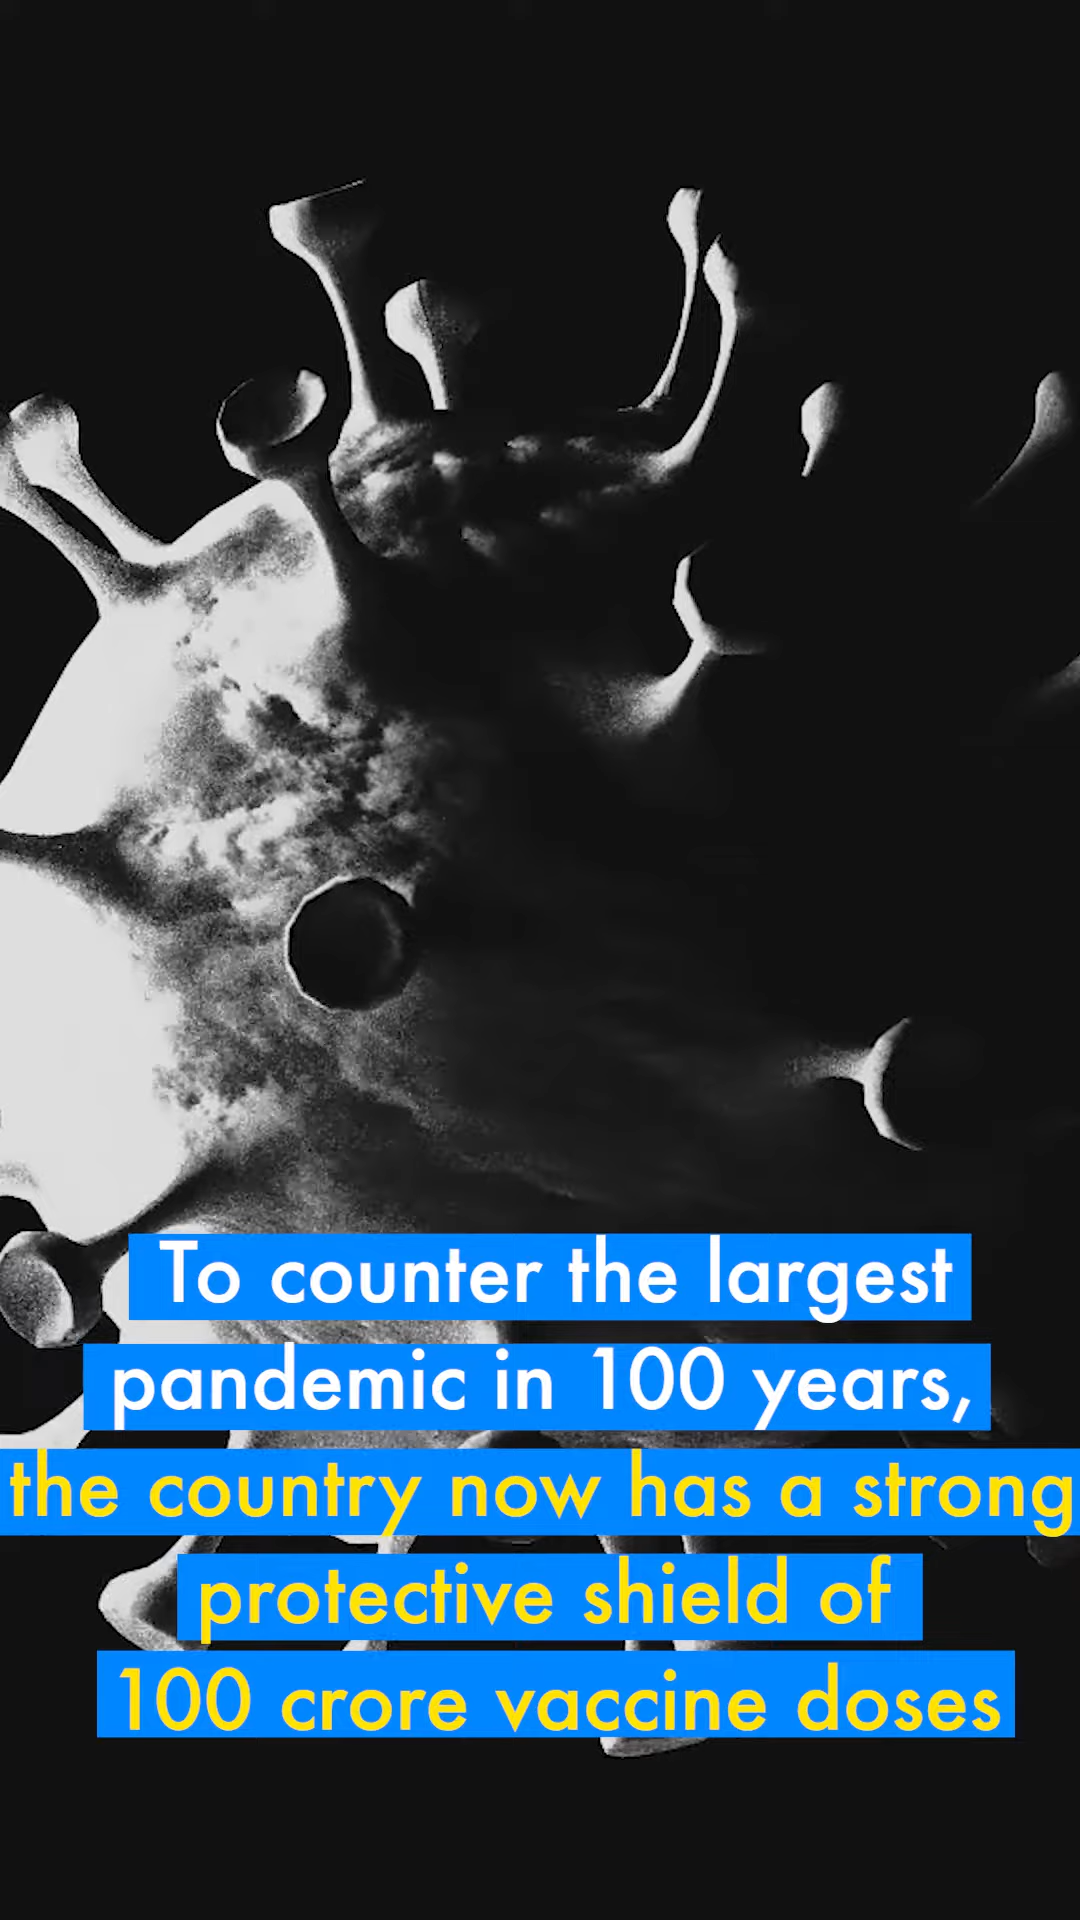 To counter the largest
pandemic in 100 years,
the country now has a strong
protective shield of
100 crore vaccine doses